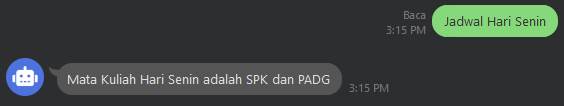 Baca
3:15 PM
Jadwal Hari Senin
Mata Kuliah Hari Senin adalah SPK dan PADG
3:15 PM